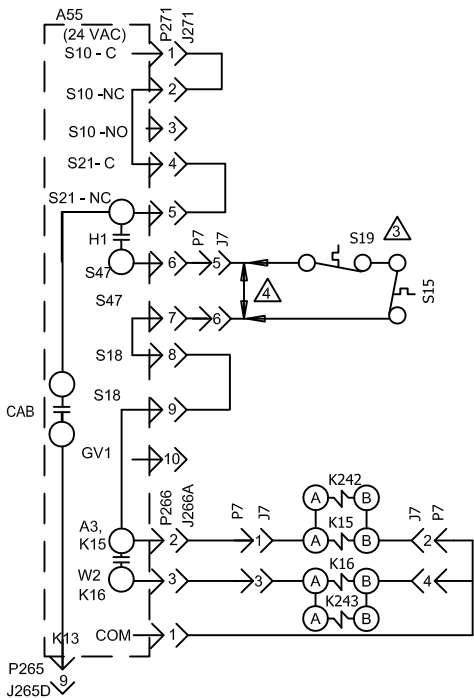 A55
(24 VAC)
P271
J271
S10 - C
1
S10 -NC
2
S10 -NO
3
S21- C
4
S21 - NC
5
H1
P7
J7
S19
3
S47
6
5
4
S15
S47
7
6
S18
8
S18
9
CAB
GV1
10
P266
J266A
P7
J7
K242
A
B
J7
P7
A3,
K15
2
1
A
K15
B
2
W2
K16
3
3
A
K16
B
4
A
K243
B
K13
COM
1
P265
J265D
9